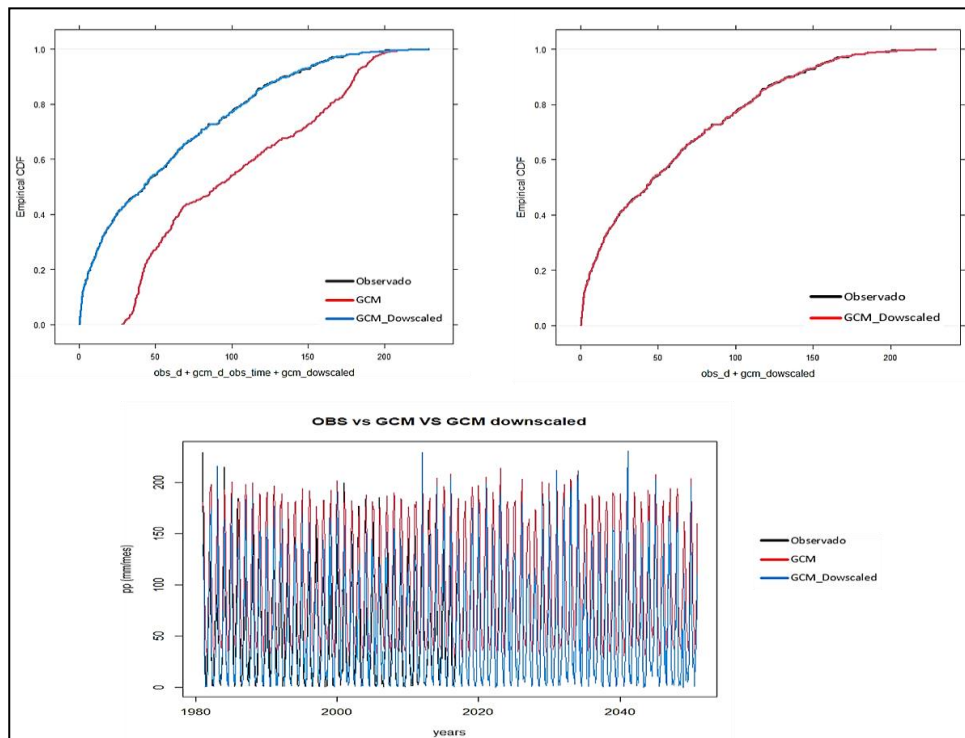 1.0
0.8
0.6
0.4
0.2
0.0
Empirical CDF
Observado
GCM
GCM_Dowscaled
0
50
100
150
200
obs_d + gcm_d_obs_time + gcm_dowscaled
1.0
0.8
0.6
0.4
0.2
0.0
Empirical CDF
Observado
GCM_Dowscaled
0
50
100
150
200
obs_d + gcm_dowscaled
OBS vs GCM VS GCM downscaled
200
150
100
50
0
pp (mm/mes)
Observado
GCM
GCM_Dowscaled
1980
2000
2020
2040
years